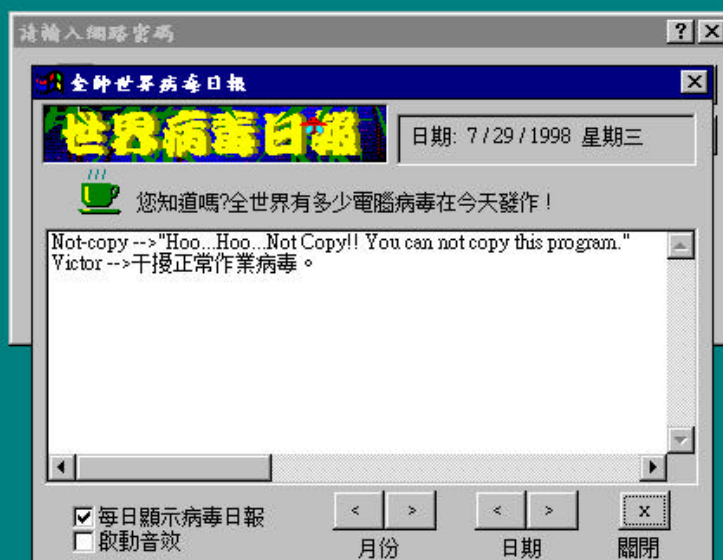 請輸入網路密碼
全帥世界病毒日報
世界病毒日報
日期: 7/29/1998 星期三
您知道嗎?全世界有多少電腦病毒在今天發作!
Not-copy -->"Hoo...Hoo...Not Copy!! You can not copy this program."
Victor -->干擾正常作業病毒。
每日顯示病毒日報
啟動音效
< > < > x
月份 日期 關閉